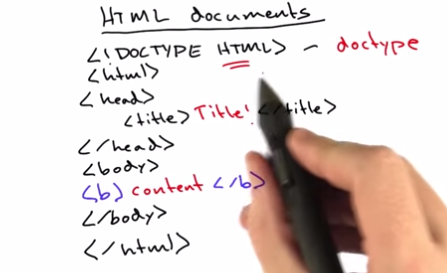 HTML documents
<!DOCTYPE HTML> - doctype
<html>
<head>
<title> Title! </title>
</head>
<body>
<b> content </b>
</body>
</html>